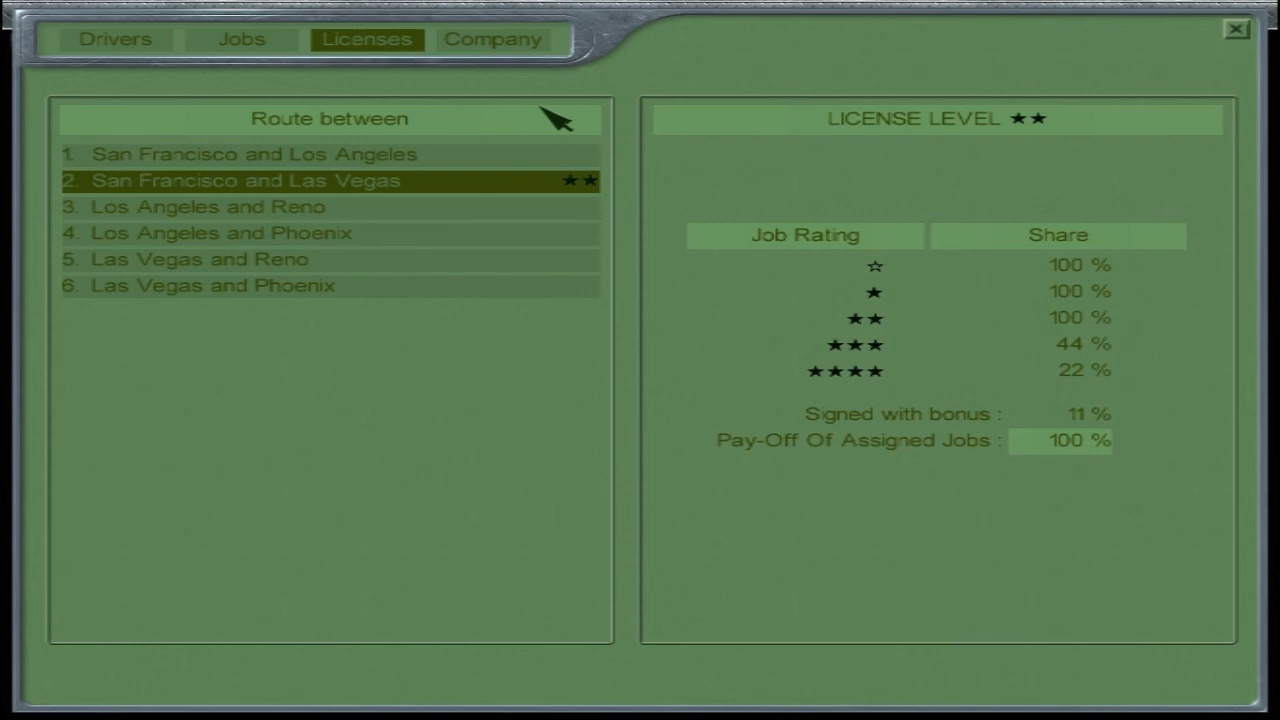 Drivers Jobs Licenses Company
Route between
1. San Francisco and Los Angeles
2. San Francisco and Las Vegas ★★
3. Los Angeles and Reno
4. Los Angeles and Phoenix
5. Las Vegas and Reno
6. Las Vegas and Phoenix
LICENSE LEVEL ★★
Job Rating Share
☆ 100 %
★ 100 %
★★ 100 %
★★★ 44 %
★★★★ 22 %
Signed with bonus : 11 %
Pay-Off Of Assigned Jobs : 100 %